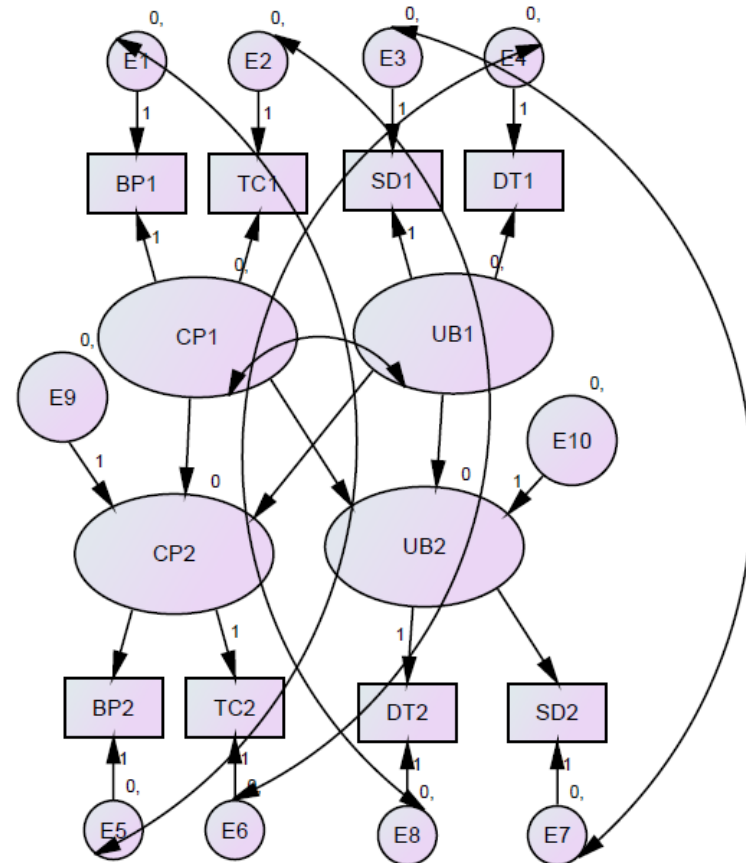 0, 0, 0, 0,
E1 E2 E3 E4
1 1 1 1
BP1 TC1 SD1 DT1
1 0, 1 0,
CP1 UB1
0, 0,
E9 E10
1 0 0 1
CP2 UB2
1 1
BP2 TC2 DT2 SD2
1 1 1 1
0, 0, 0, 0,
E5 E6 E8 E7